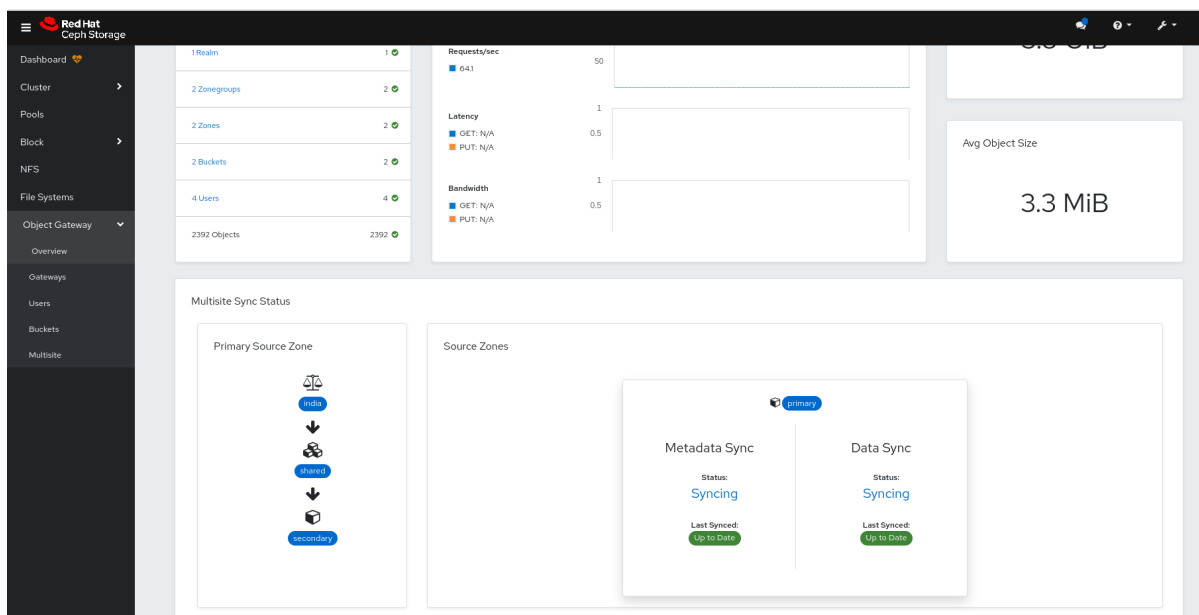 Red Hat
Ceph Storage
Dashboard
Cluster
Pools
Block
NFS
File Systems
Object Gateway
Overview
Gateways
Users
Buckets
Multisite
1 Realm 1
2 Zonegroups 2
2 Zones 2
2 Buckets 2
4 Users 4
2392 Objects 2392
Requests/sec
64.1
50
Latency
GET: N/A
PUT: N/A
1
0.5
Bandwidth
GET: N/A
PUT: N/A
1
0.5
Avg Object Size
3.3 MiB
Multisite Sync Status
Primary Source Zone
india
shared
secondary
Source Zones
primary
Metadata Sync
Status:
Syncing
Last Synced:
Up to Date
Data Sync
Status:
Syncing
Last Synced:
Up to Date